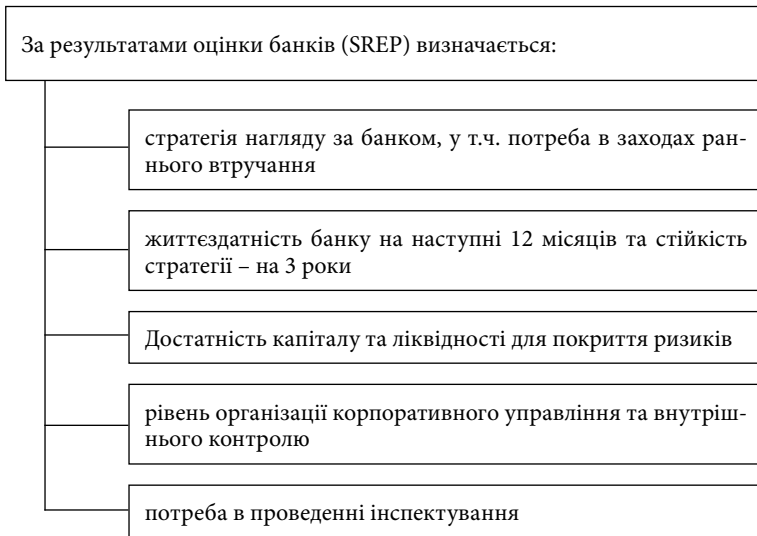 За результатами оцінки банків (SREP) визначається:
стратегія нагляду за банком, у т.ч. потреба в заходах ран-
нього втручання
життєздатність банку на наступні 12 місяців та стійкість
стратегії – на 3 роки
Достатність капіталу та ліквідності для покриття ризиків
рівень організації корпоративного управління та внутріш-
нього контролю
потреба в проведенні інспектування